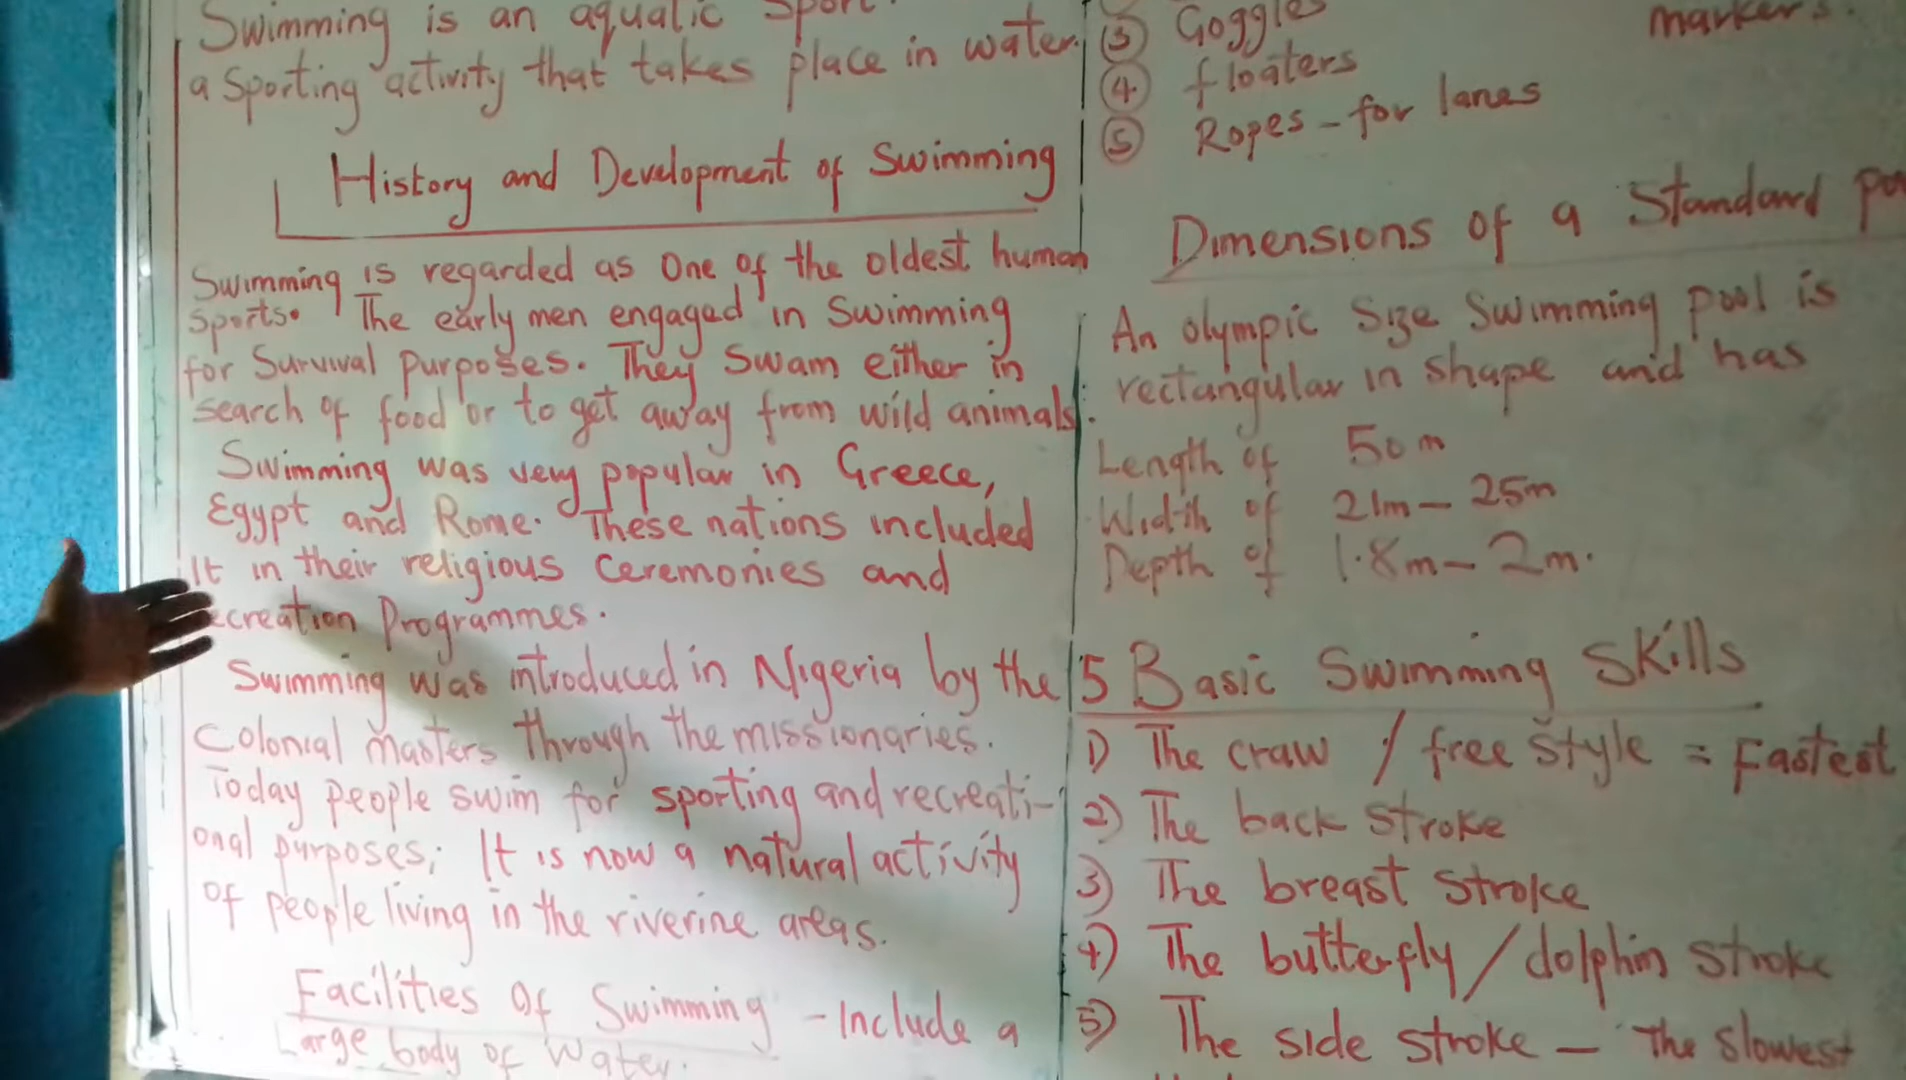 Swimming is an aquatic sport.
a sporting activity that takes place in water.
History and Development of Swimming
Swimming is regarded as one of the oldest human
sports. The early men engaged in swimming
for survival purposes. They swam either in
search of food or to get away from wild animals.
Swimming was very popular in Greece,
Egypt and Rome. These nations included
It in their religious ceremonies and
ecreation Programmes.
Swimming was introduced in Nigeria by the
colonial masters through the missionaries.
Today people swim for sporting and recreati-
onal purposes; It is now a natural activity
of people living in the riverine areas.
Facilities of Swimming - Include a
Large body of water.
markers.
③ Goggles
④ floaters
⑤ Ropes - for lanes
Dimensions of a Standard
An olympic size swimming pool is
rectangular in shape and has
Length of 50m
Width of 21m - 25m
Depth of 1.8m - 2m.
5 Basic Swimming Skills
1) The craw / free style = Fastest
2) The back stroke
3) The breast stroke
4) The butterfly / dolphin stroke
5) The side stroke - The slowest